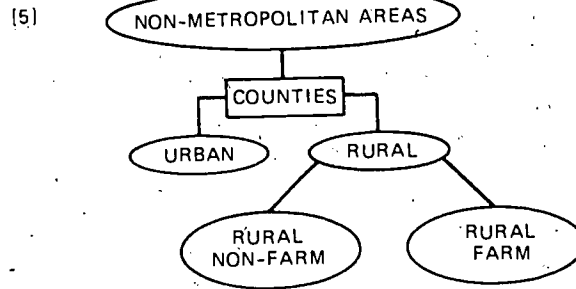 [5]
NON-METROPOLITAN AREAS
COUNTIES
URBAN
RURAL
RURAL
NON-FARM
RURAL
FARM